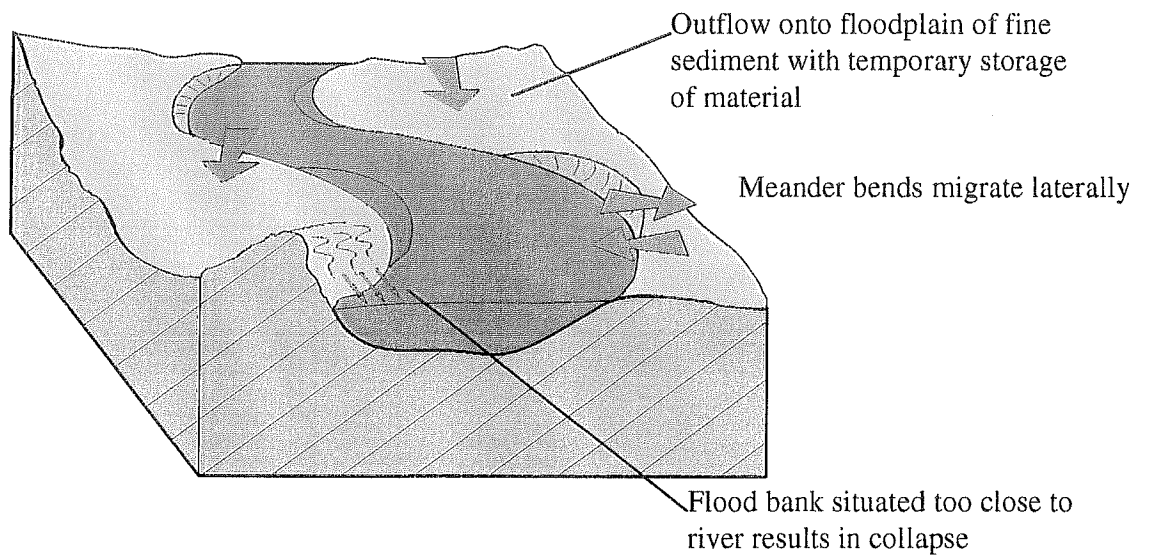 Outflow onto floodplain of fine
sediment with temporary storage
of material
Meander bends migrate laterally
Flood bank situated too close to
river results in collapse